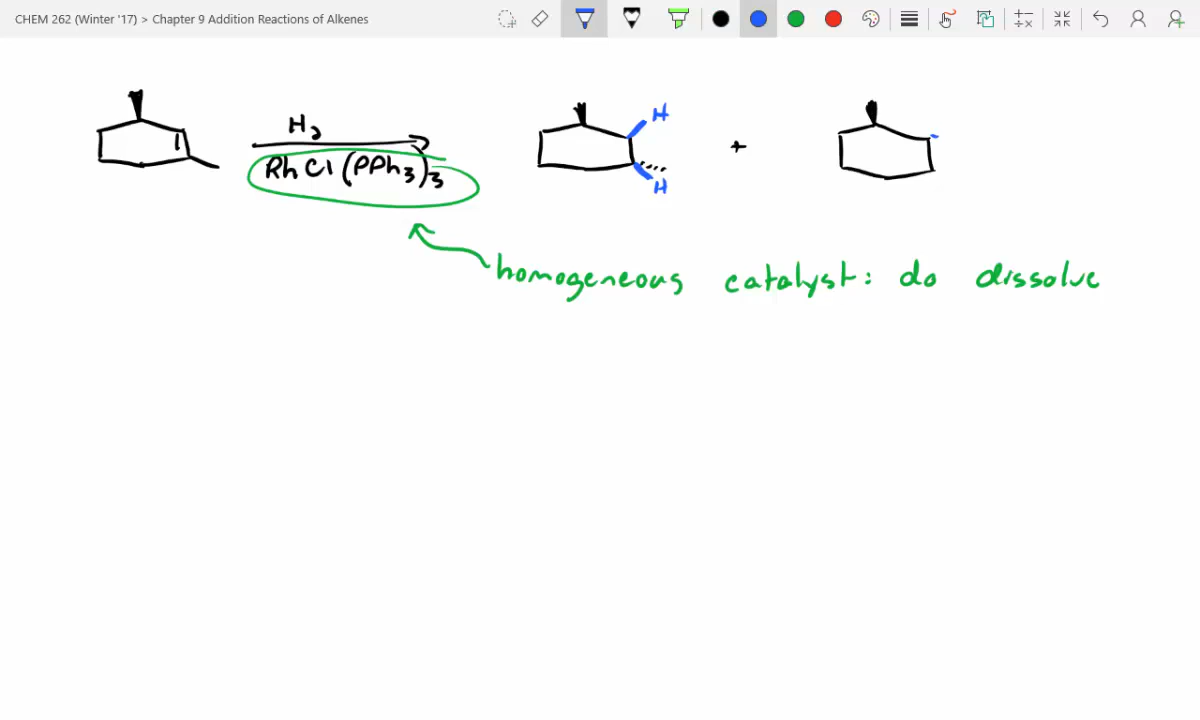 CHEM 262 (Winter '17) > Chapter 9 Addition Reactions of Alkenes
H₂
RhCl(PPh₃)₃
H
H
+
homogeneous catalyst: do dissolve